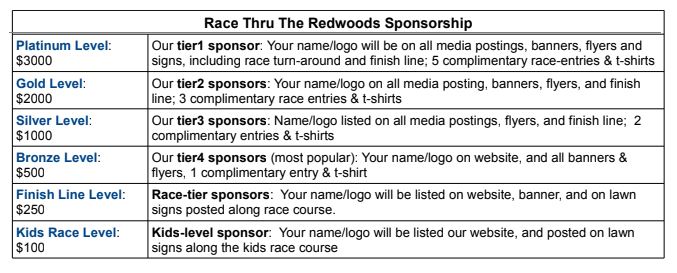 Race Thru The Redwoods Sponsorship
Platinum Level:
$3000
Our tier1 sponsor: Your name/logo will be on all media postings, banners, flyers and
signs, including race turn-around and finish line; 5 complimentary race-entries & t-shirts
Gold Level:
$2000
Our tier2 sponsors: Your name/logo on all media posting, banners, flyers, and finish
line; 3 complimentary race entries & t-shirts
Silver Level:
$1000
Our tier3 sponsors: Name/logo listed on all media postings, flyers, and finish line; 2
complimentary entries & t-shirts
Bronze Level:
$500
Our tier4 sponsors (most popular): Your name/logo on website, and all banners &
flyers, 1 complimentary entry & t-shirt
Finish Line Level:
$250
Race-tier sponsors: Your name/logo will be listed on website, banner, and on lawn
signs posted along race course.
Kids Race Level:
$100
Kids-level sponsor: Your name/logo will be listed our website, and posted on lawn
signs along the kids race course